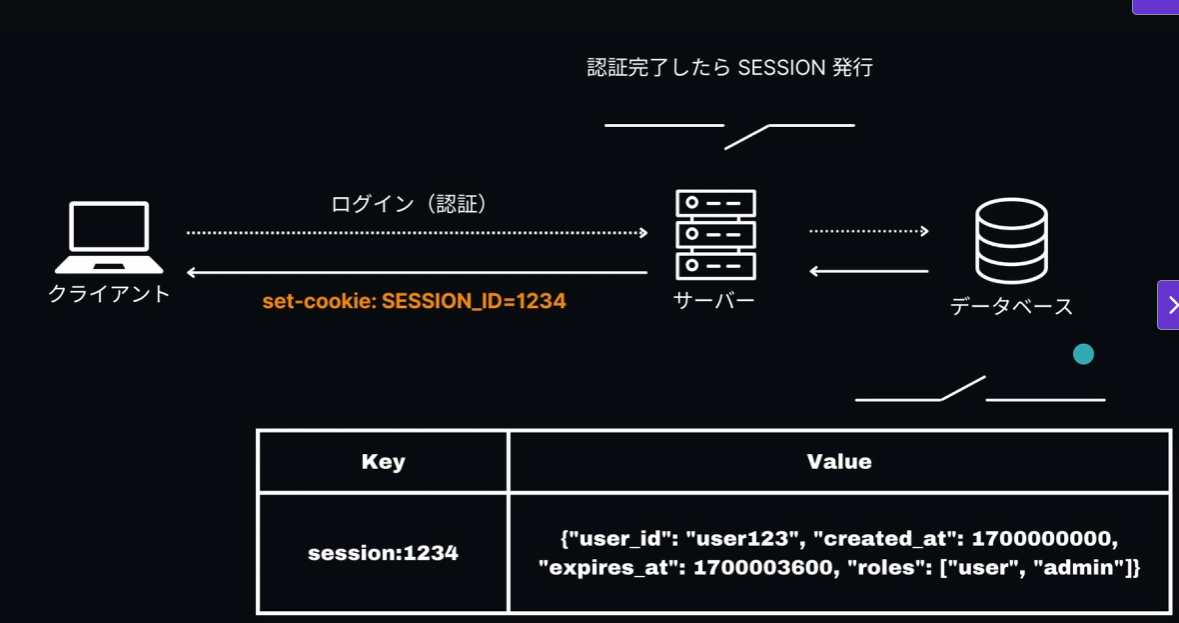 認証完了したら SESSION 発行
ログイン（認証）
クライアント
set-cookie: SESSION_ID=1234
サーバー
データベース
Key
Value
session:1234
{"user_id": "user123", "created_at": 1700000000,
"expires_at": 1700003600, "roles": ["user", "admin"]}